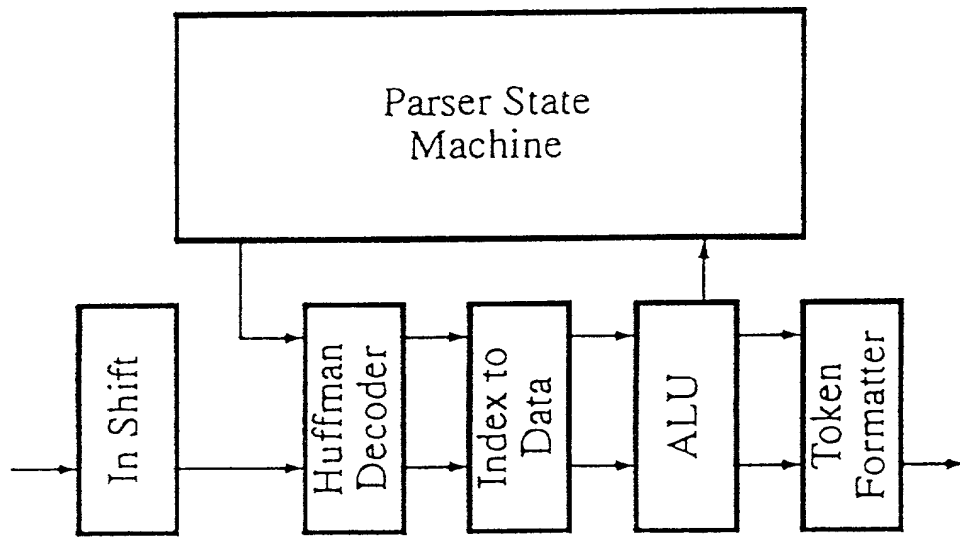 Parser State
Machine
In Shift
Huffman
Decoder
Index to
Data
ALU
Token
Formatter